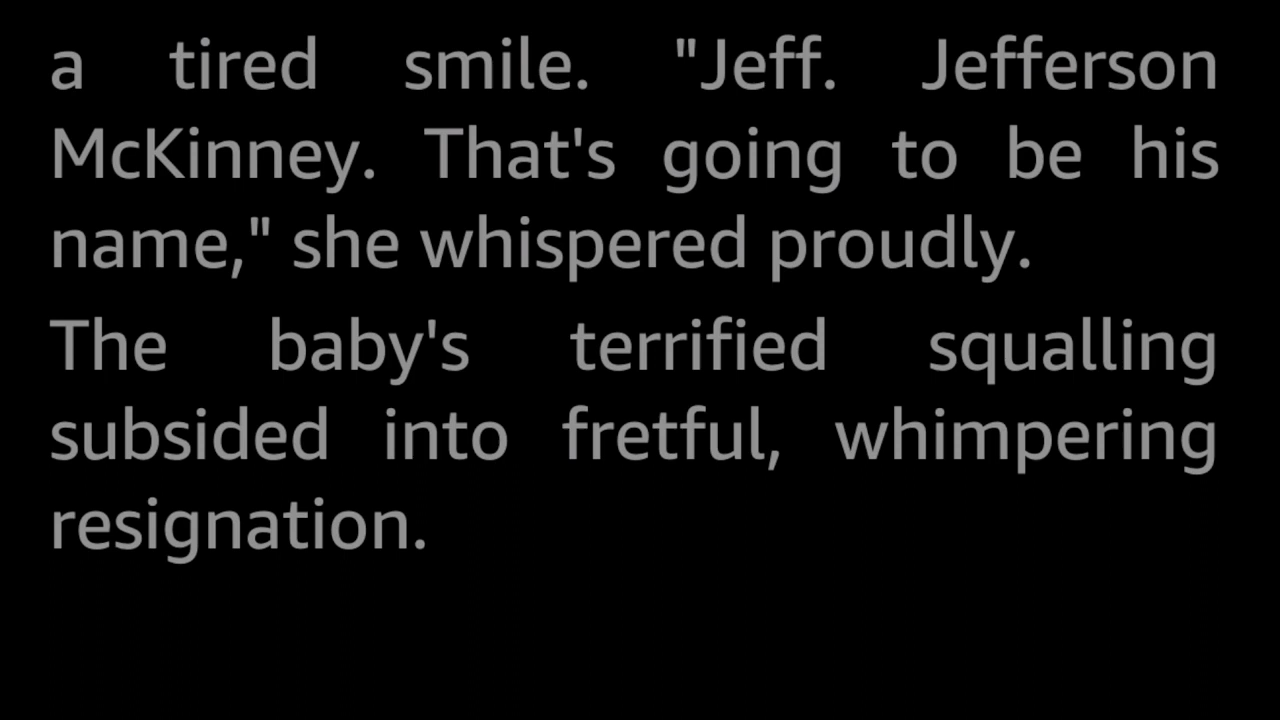 a tired smile. "Jeff. Jefferson
McKinney. That's going to be his
name," she whispered proudly.
The baby's terrified squalling
subsided into fretful, whimpering
resignation.